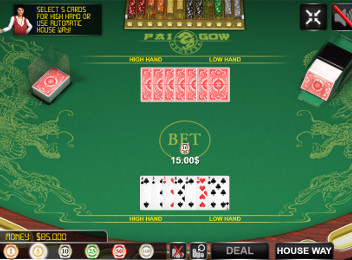 SELECT 5 CARDS
FOR HIGH HAND OR
USE AUTOMATIC
HOUSE WAY!
PAI GOW
HIGH HAND LOW HAND
BET
15.00$
HIGH HAND LOW HAND
MONEY: $85.000
DEAL HOUSE WAY